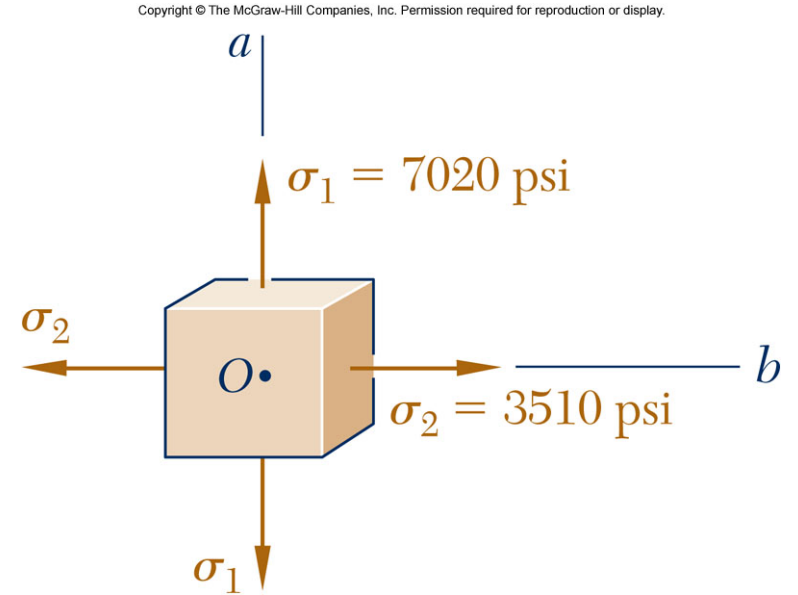 Copyright © The McGraw-Hill Companies, Inc. Permission required for reproduction or display.
a
σ₁ = 7020 psi
σ₂
O
b
σ₂ = 3510 psi
σ₁